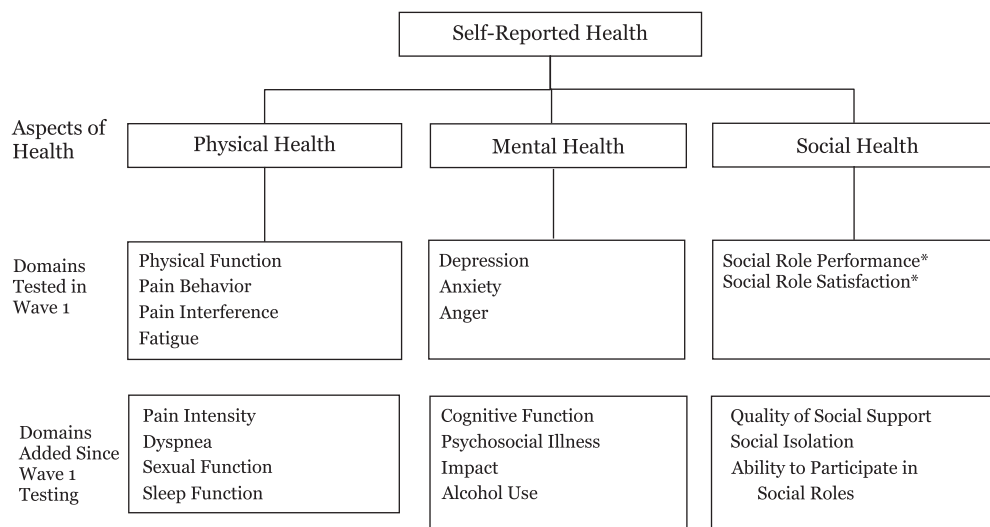 Self-Reported Health
Aspects of
Health
Physical Health
Mental Health
Social Health
Domains
Tested in
Wave 1
Physical Function
Pain Behavior
Pain Interference
Fatigue
Depression
Anxiety
Anger
Social Role Performance*
Social Role Satisfaction*
Domains
Added Since
Wave 1
Testing
Pain Intensity
Dyspnea
Sexual Function
Sleep Function
Cognitive Function
Psychosocial Illness
Impact
Alcohol Use
Quality of Social Support
Social Isolation
Ability to Participate in
Social Roles